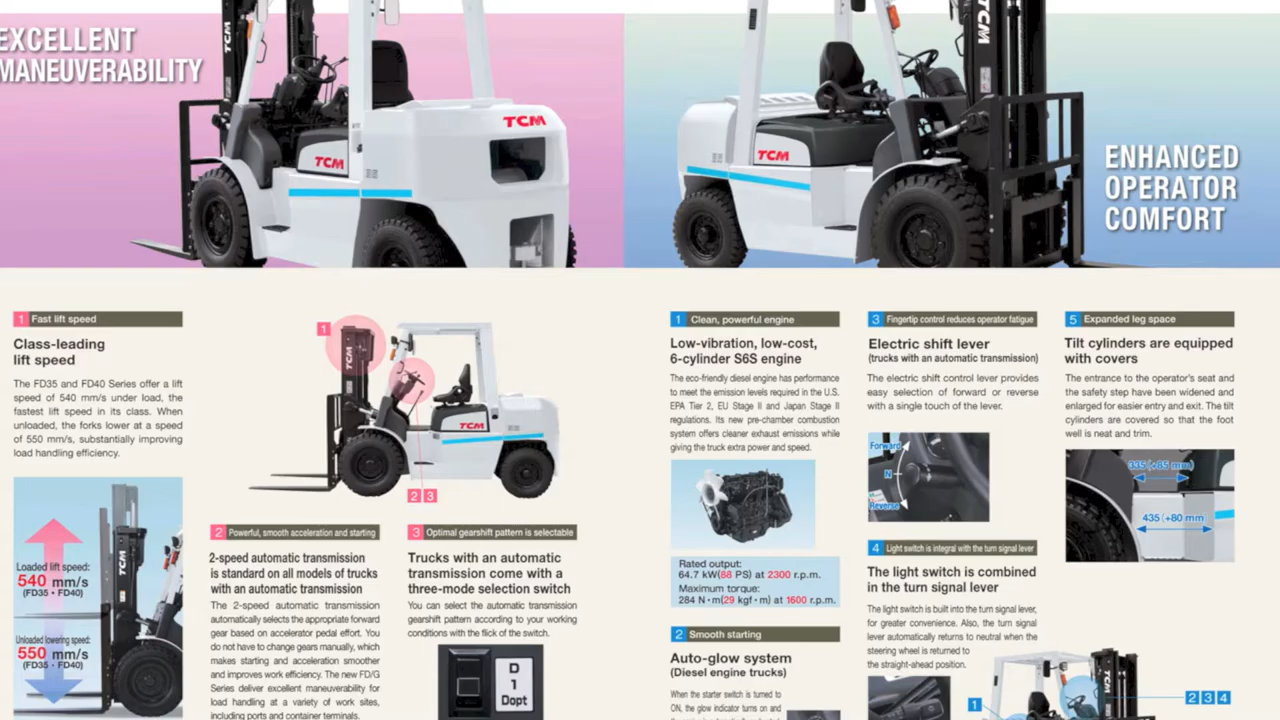 EXCELLENT
MANEUVERABILITY
TCM
TCM
TCM
TCM
TCM
ENHANCED
OPERATOR
COMFORT
1 Fast lift speed
Class-leading
lift speed
The FD35 and FD40 Series offer a lift
speed of 540 mm/s under load, the
fastest lift speed in its class. When
unloaded, the forks lower at a speed
of 550 mm/s, substantially improving
load handling efficiency.
TCM
Loaded lift speed:
540 mm/s
(FD35 • FD40)
Unloaded lowering speed:
550 mm/s
(FD35 • FD40)
1
TCM
TCM
2 3
2 Powerful, smooth acceleration and starting
2-speed automatic transmission
is standard on all models of trucks
with an automatic transmission
The 2-speed automatic transmission
automatically selects the appropriate forward
gear based on accelerator pedal effort. You
do not have to change gears manually, which
makes starting and acceleration smoother
and improves work efficiency. The new FD/G
Series deliver excellent maneuverability for
load handling at a variety of work sites,
including ports and container terminals.
3 Optimal gearshift pattern is selectable
Trucks with an automatic
transmission come with a
three-mode selection switch
You can select the automatic transmission
gearshift pattern according to your working
conditions with the flick of the switch.
D
1
Dopt
1 Clean, powerful engine
Low-vibration, low-cost,
6-cylinder S6S engine
The eco-friendly diesel engine has performance
to meet the emission levels required in the U.S.
EPA Tier 2, EU Stage II and Japan Stage II
regulations. Its new pre-chamber combustion
system offers cleaner exhaust emissions while
giving the truck extra power and speed.
Rated output:
64.7 kW(88 PS) at 2300 r.p.m.
Maximum torque:
284 N·m(29 kgf·m) at 1600 r.p.m.
2 Smooth starting
Auto-glow system
(Diesel engine trucks)
When the starter switch is turned to
ON, the glow indicator turns on and
3 Fingertip control reduces operator fatigue
Electric shift lever
(trucks with an automatic transmission)
The electric shift control lever provides
easy selection of forward or reverse
with a single touch of the lever.
Forward
N
Reverse
4 Light switch is integral with the turn signal lever
The light switch is combined
in the turn signal lever
The light switch is built into the turn signal lever,
for greater convenience. Also, the turn signal
lever automatically returns to neutral when the
steering wheel is returned to
the straight-ahead position.
5 Expanded leg space
Tilt cylinders are equipped
with covers
The entrance to the operator's seat and
the safety step have been widened and
enlarged for easier entry and exit. The tilt
cylinders are covered so that the foot
well is neat and trim.
335 (+85 mm)
435 (+80 mm)
TCM
1
2 3 4